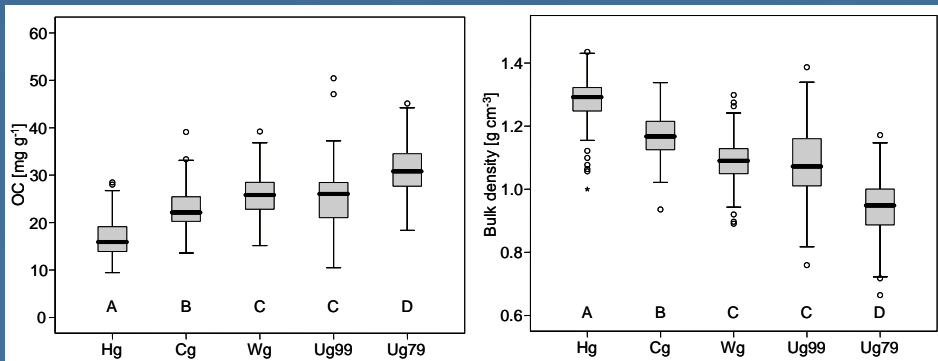 OC [mg g-1]
60
50
40
30
20
10
0
A B C C D
Hg Cg Wg Ug99 Ug79
Bulk density [g cm-3]
1.4
1.2
1.0
0.8
0.6
A B C C D
Hg Cg Wg Ug99 Ug79